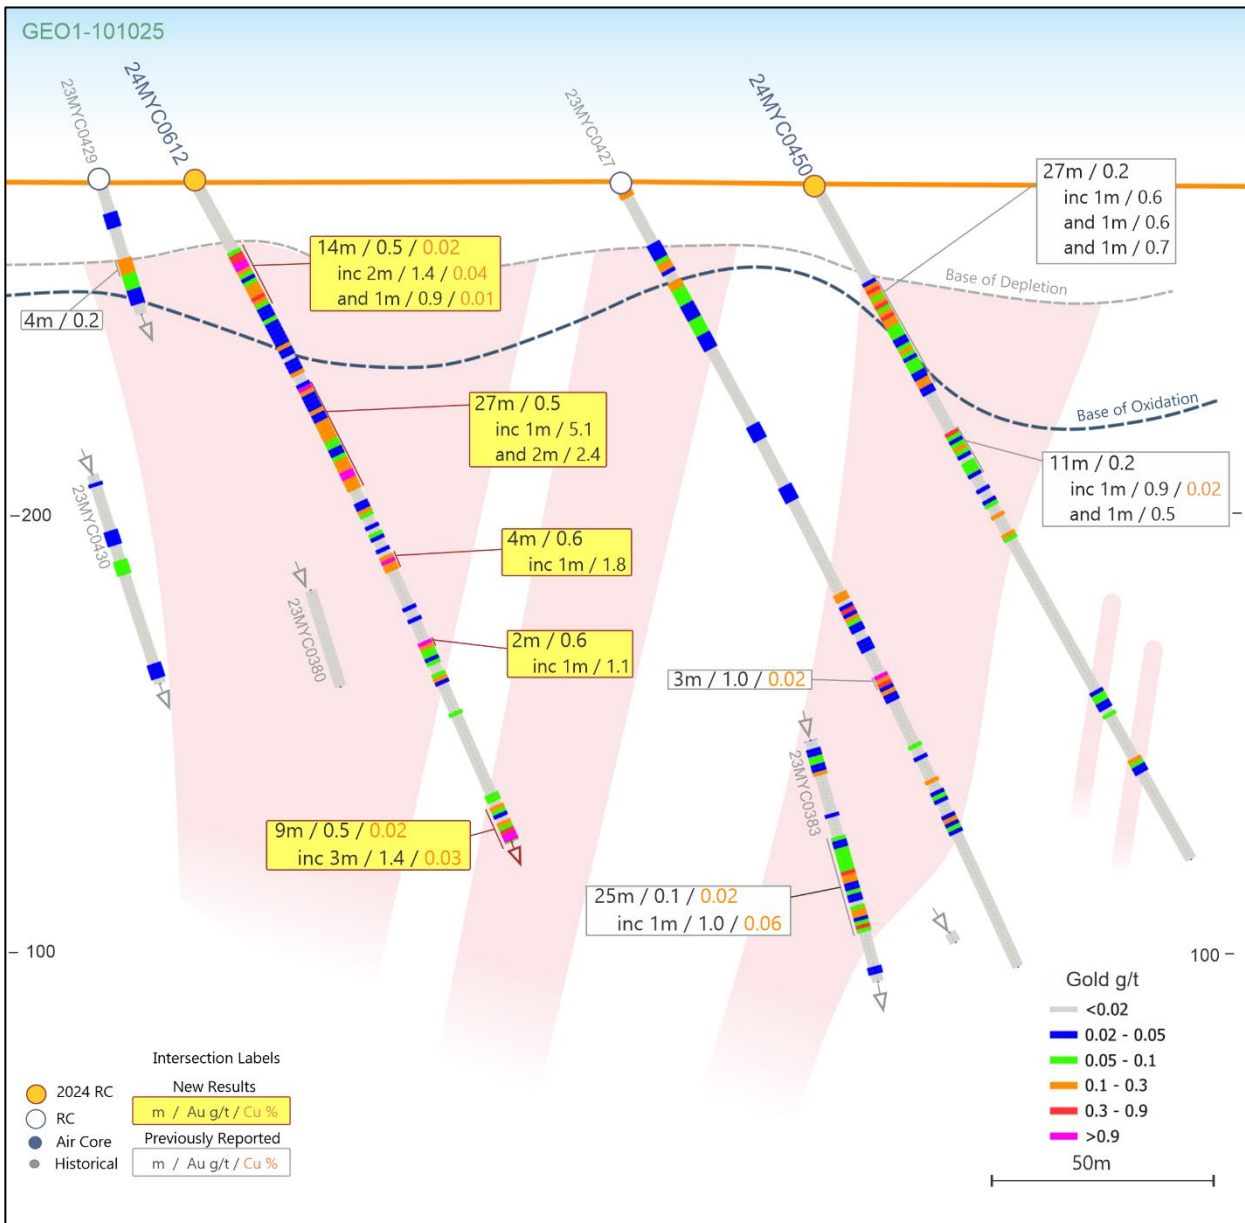 GEO1-101025
23MYC0429
24MYC0612
23MYC0427
24MYC0450
27m / 0.2
inc 1m / 0.6
and 1m / 0.6
and 1m / 0.7
14m / 0.5 / 0.02
inc 2m / 1.4 / 0.04
and 1m / 0.9 / 0.01
Base of Depletion
4m / 0.2
27m / 0.5
inc 1m / 5.1
and 2m / 2.4
Base of Oxidation
11m / 0.2
inc 1m / 0.9 / 0.02
and 1m / 0.5
23MYC0430
– 200
–
4m / 0.6
inc 1m / 1.8
23MYC0380
2m / 0.6
inc 1m / 1.1
3m / 1.0 / 0.02
23MYC0383
9m / 0.5 / 0.02
inc 3m / 1.4 / 0.03
25m / 0.1 / 0.02
inc 1m / 1.0 / 0.06
– 100
100 –
Gold g/t
<0.02
0.02 - 0.05
0.05 - 0.1
0.1 - 0.3
0.3 - 0.9
>0.9
50m
Intersection Labels
2024 RC
RC
Air Core
Historical
New Results
m / Au g/t / Cu %
Previously Reported
m / Au g/t / Cu %